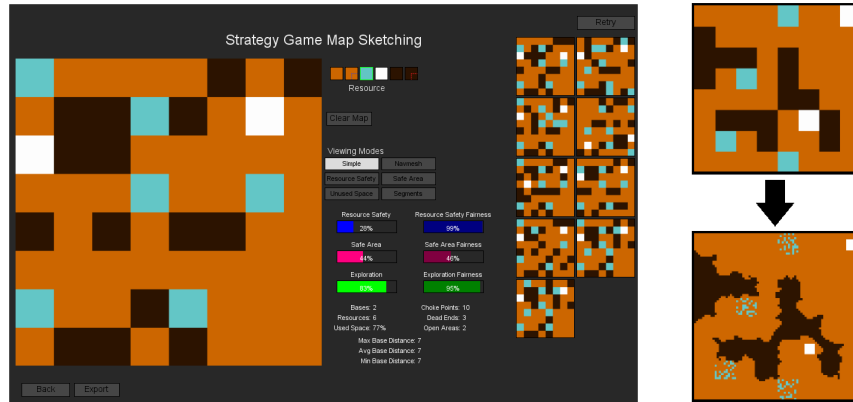 Retry
Strategy Game Map Sketching
Resource
Clear Map
Viewing Modes
Simple Navmesh
Resource Safety Safe Area
Unused Space Segments
Resource Safety Resource Safety Fairness
28% 99%
Safe Area Safe Area Fairness
44% 46%
Exploration Exploration Fairness
83% 95%
Bases: 2 Choke Points: 10
Resources: 6 Dead Ends: 3
Used Space: 77% Open Areas: 2
Max Base Distance: 7
Avg Base Distance: 7
Min Base Distance: 7
Back Export